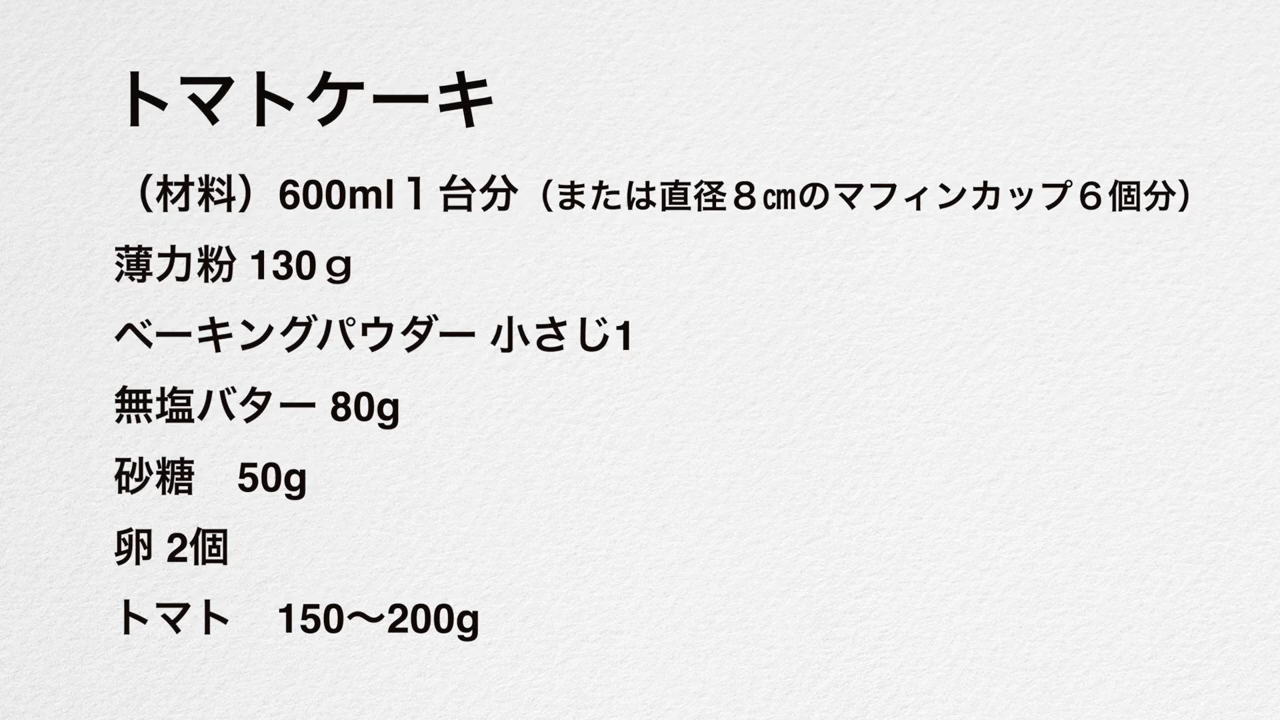 トマトケーキ
（材料）600ml１台分（または直径８㎝のマフィンカップ６個分）
薄力粉 130ｇ
ベーキングパウダー 小さじ1
無塩バター 80g
砂糖　50g
卵 2個
トマト　150〜200g